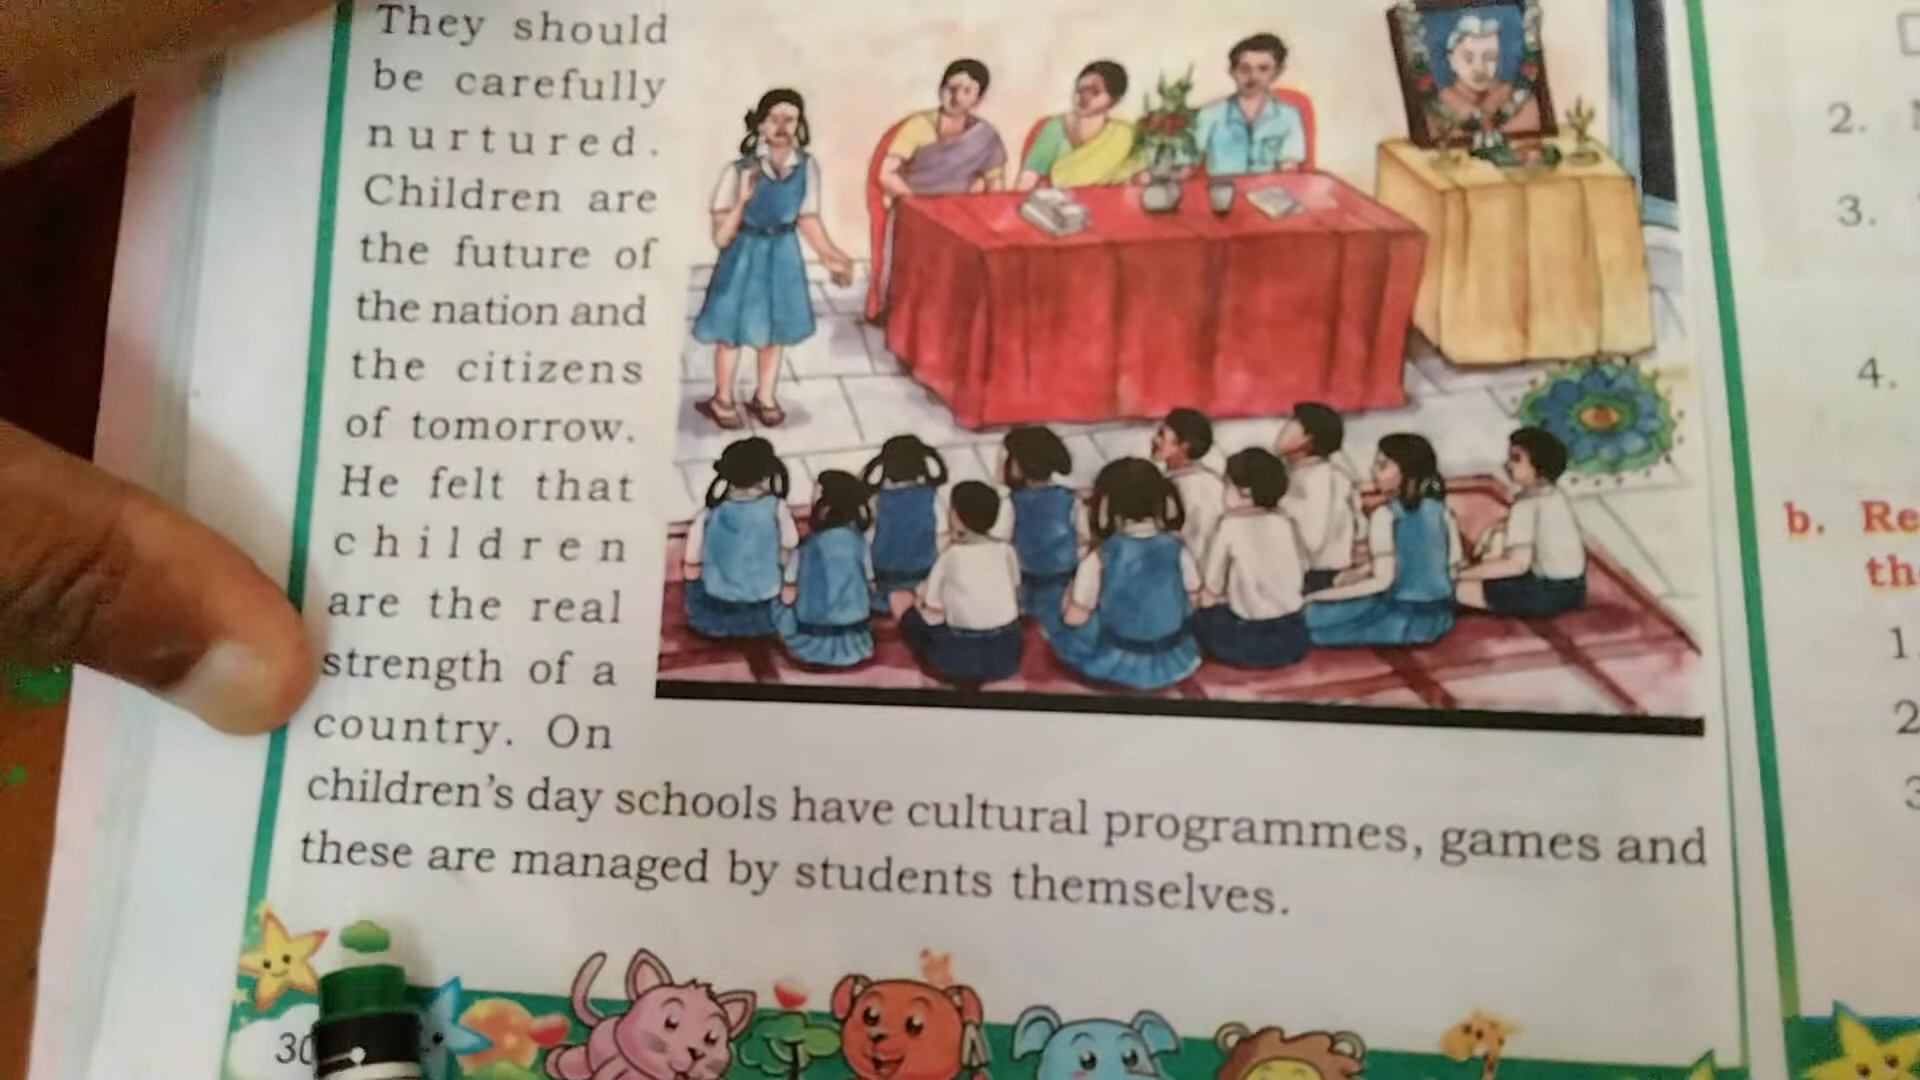 They should
be carefully
nurtured.
Children are
the future of
the nation and
the citizens
of tomorrow.
He felt that
children
are the real
strength of a
country. On
children's day schools have cultural programmes, games and
these are managed by students themselves.
30
2.
3.
4.
b. Re
th
1.
2
3